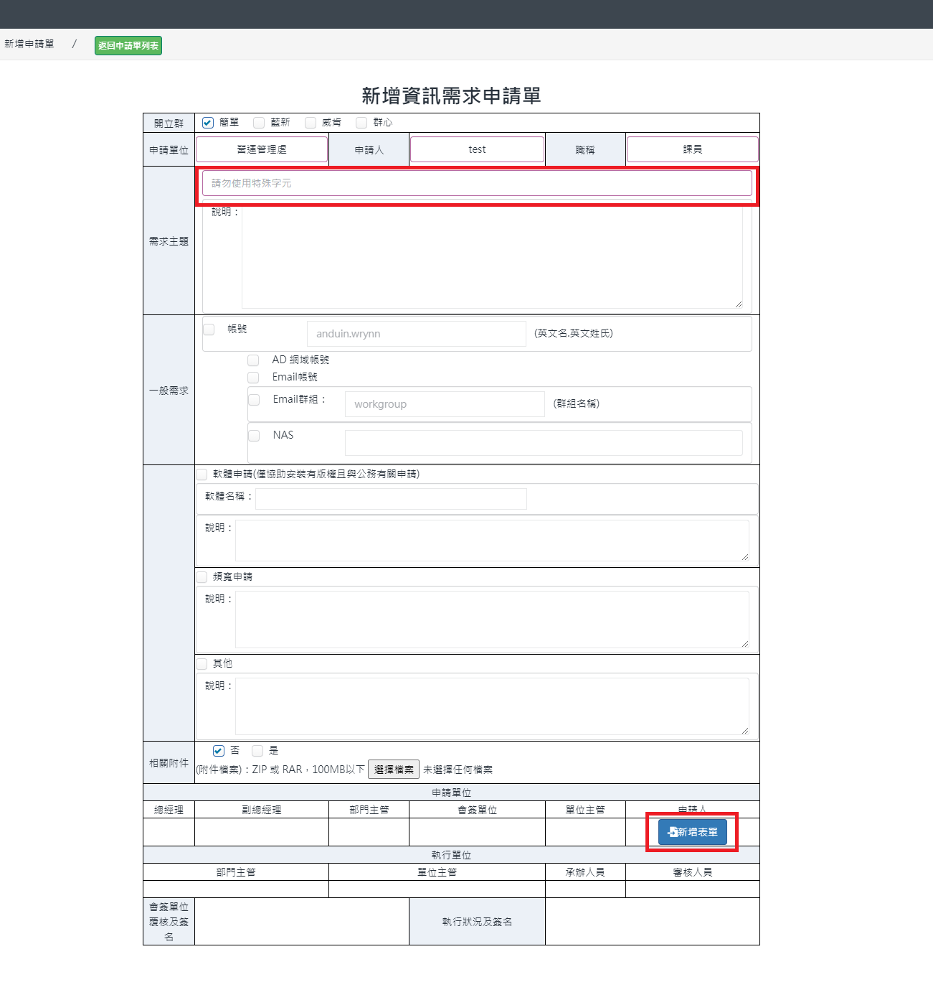 新增申請單 / 返回申請單列表
新增資訊需求申請單
開立群 簡單 藍新 威肯 群心
申請單位 營運管理處 申請人 test 職稱 課員
需求主題
請勿使用特殊字元
說明：
一般需求
帳號 anduin.wrynn (英文名.英文姓氏)
AD 網域帳號
Email帳號
Email群組： workgroup (群組名稱)
NAS
軟體申請(僅協助安裝有版權且與公務有關申請)
軟體名稱：
說明：
頻寬申請
說明：
其他
說明：
相關附件
否 是
(附件檔案)：ZIP 或 RAR，100MB以下 選擇檔案 未選擇任何檔案
申請單位
總經理 副總經理 部門主管 會簽單位 單位主管 申請人
新增表單
執行單位
部門主管 單位主管 承辦人員 審核人員
會簽單位
覆核及簽
名
執行狀況及簽名